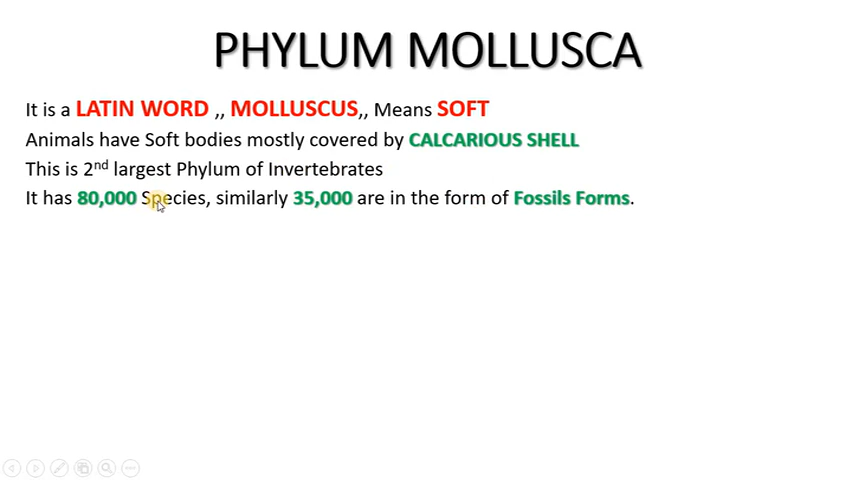 PHYLUM MOLLUSCA
It is a LATIN WORD ,, MOLLUSCUS,, Means SOFT
Animals have Soft bodies mostly covered by CALCARIOUS SHELL
This is 2nd largest Phylum of Invertebrates
It has 80,000 Species, similarly 35,000 are in the form of Fossils Forms.